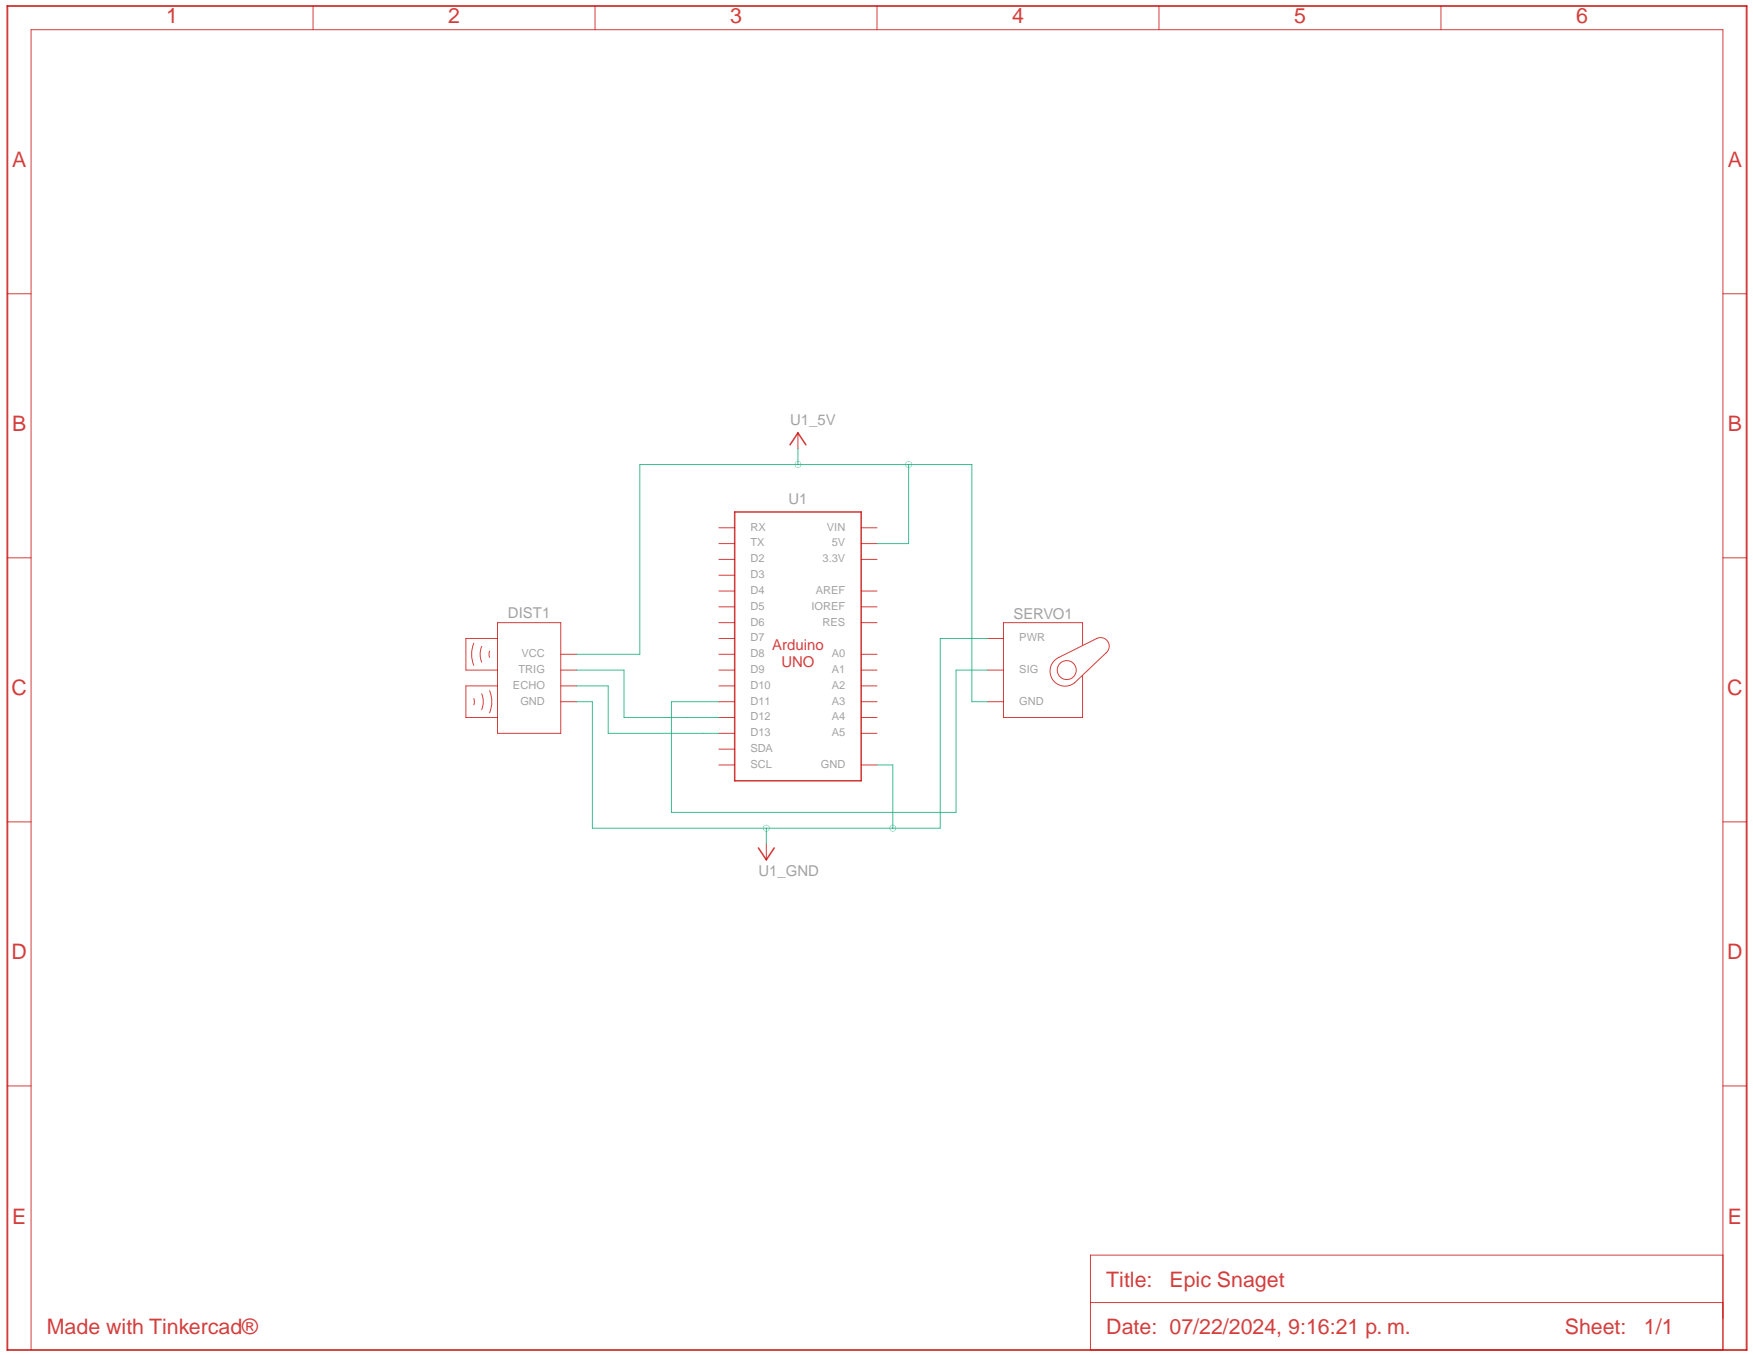 1 2 3 4 5 6
A A
B B
U1_5V
U1
RX VIN
TX 5V
D2 3.3V
D3
D4 AREF
D5 IOREF
D6 RES
D7
Arduino
UNO
D8 A0
D9 A1
D10 A2
D11 A3
D12 A4
D13 A5
SDA
SCL GND
DIST1
VCC
TRIG
ECHO
GND
SERVO1
PWR
SIG
GND
C C
U1_GND
D D
E E
Title: Epic Snaget
Made with Tinkercad®
Date: 07/22/2024, 9:16:21 p. m. Sheet: 1/1